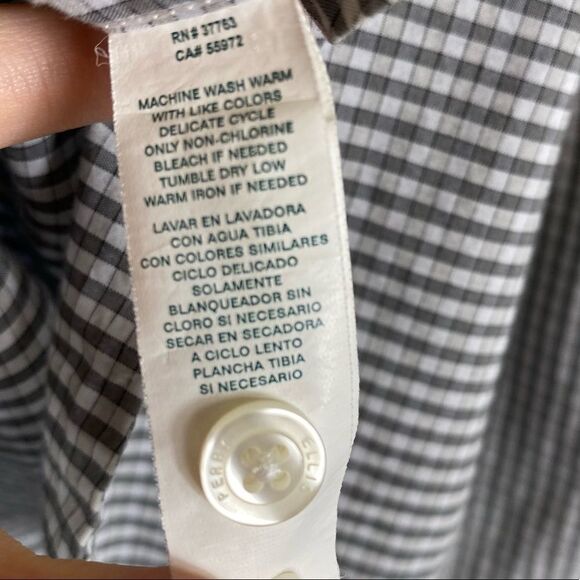 RN# 37763
CA# 55972
MACHINE WASH WARM
WITH LIKE COLORS
DELICATE CYCLE
ONLY NON-CHLORINE
BLEACH IF NEEDED
TUMBLE DRY LOW
WARM IRON IF NEEDED
LAVAR EN LAVADORA
CON AGUA TIBIA
CON COLORES SIMILARES
CICLO DELICADO
SOLAMENTE
BLANQUEADOR SIN
CLORO SI NECESARIO
SECAR EN SECADORA
A CICLO LENTO
PLANCHA TIBIA
SI NECESARIO
PERRY ELLIS